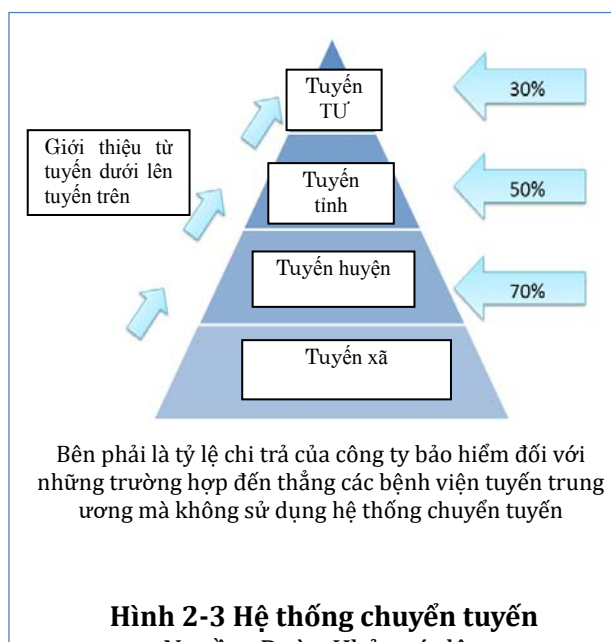 Tuyến
TƯ
30%
Giới thiệu từ
tuyến dưới lên
tuyến trên
Tuyến
tỉnh
50%
Tuyến huyện
70%
Tuyến xã
Bên phải là tỷ lệ chi trả của công ty bảo hiểm đối với
những trường hợp đến thẳng các bệnh viện tuyến trung
ương mà không sử dụng hệ thống chuyển tuyến
Hình 2-3 Hệ thống chuyển tuyến